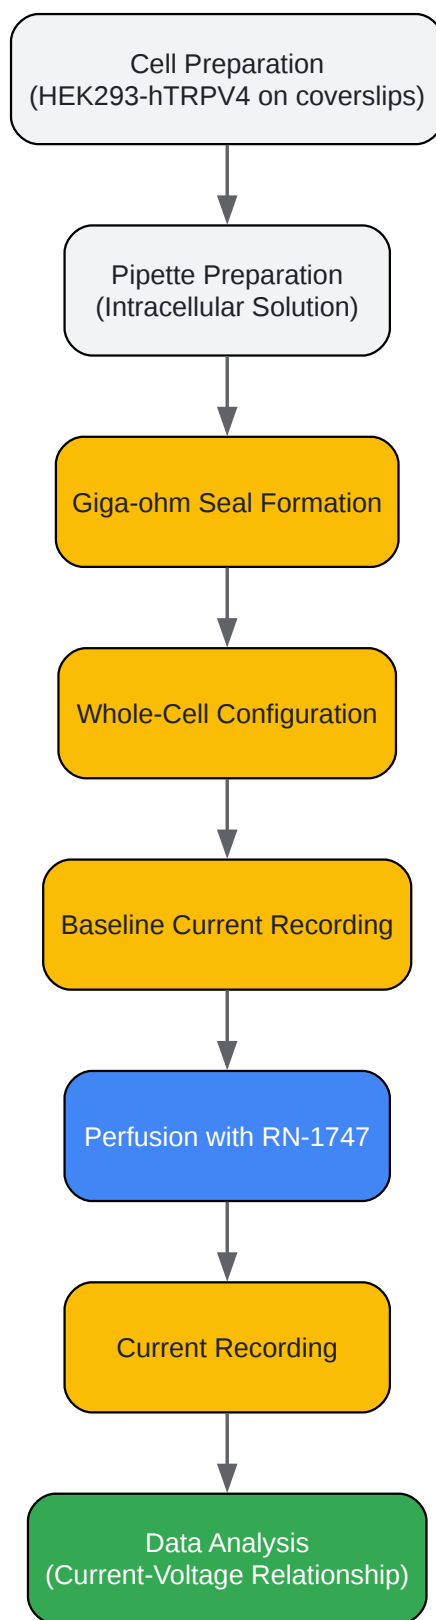 Cell Preparation
(HEK293-hTRPV4 on coverslips)
Pipette Preparation
(Intracellular Solution)
Giga-ohm Seal Formation
Whole-Cell Configuration
Baseline Current Recording
Perfusion with RN-1747
Current Recording
Data Analysis
(Current-Voltage Relationship)